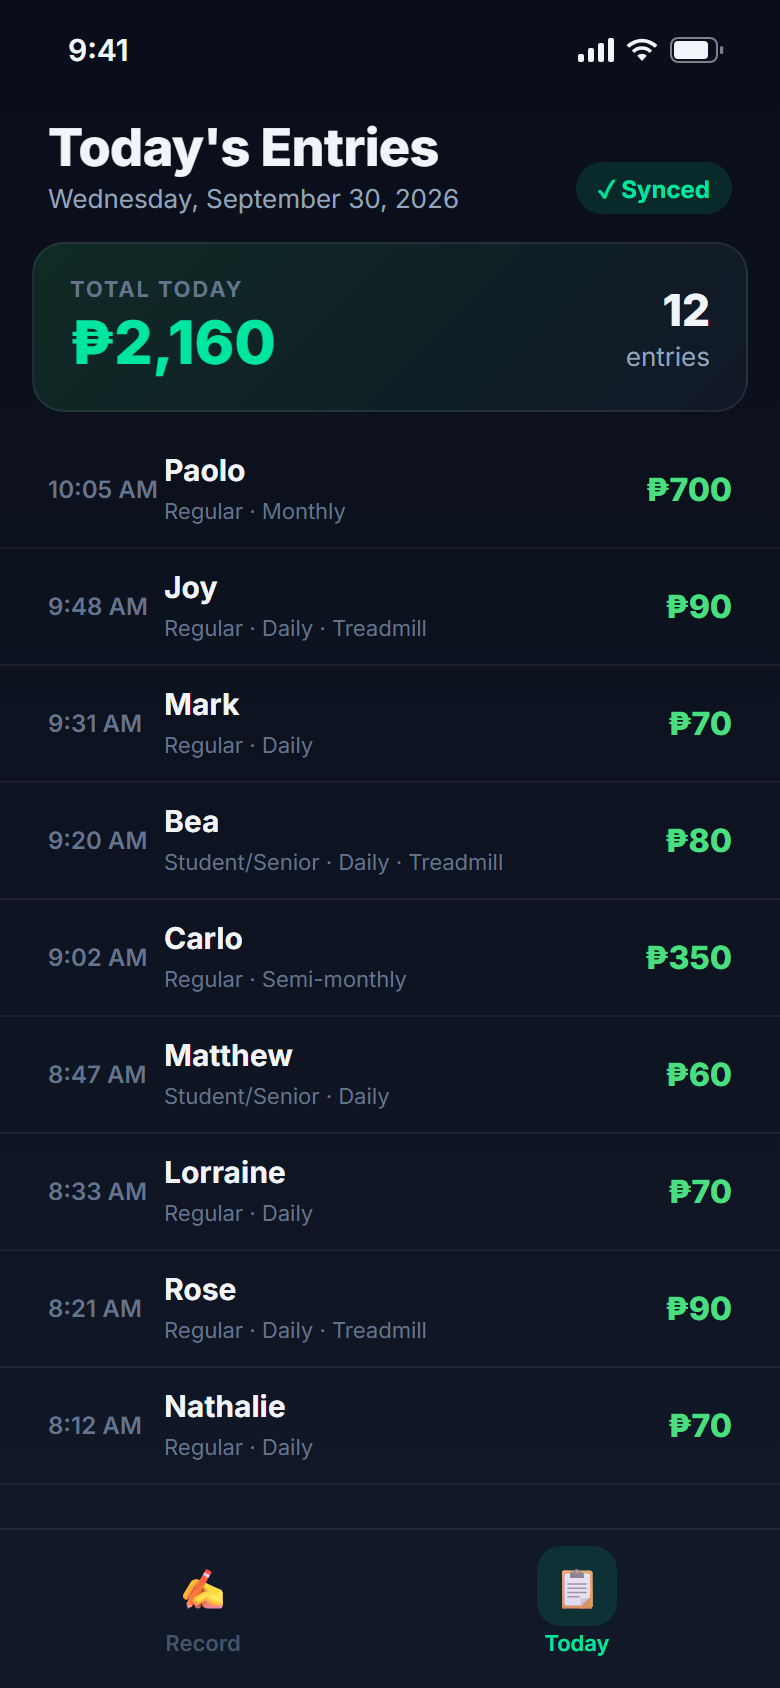 9:41
Today's Entries
Wednesday, September 30, 2026
✓ Synced
TOTAL TODAY
₱2,160
12
entries
10:05 AM Paolo ₱700
Regular · Monthly
9:48 AM Joy ₱90
Regular · Daily · Treadmill
9:31 AM Mark ₱70
Regular · Daily
9:20 AM Bea ₱80
Student/Senior · Daily · Treadmill
9:02 AM Carlo ₱350
Regular · Semi-monthly
8:47 AM Matthew ₱60
Student/Senior · Daily
8:33 AM Lorraine ₱70
Regular · Daily
8:21 AM Rose ₱90
Regular · Daily · Treadmill
8:12 AM Nathalie ₱70
Regular · Daily
Record
Today